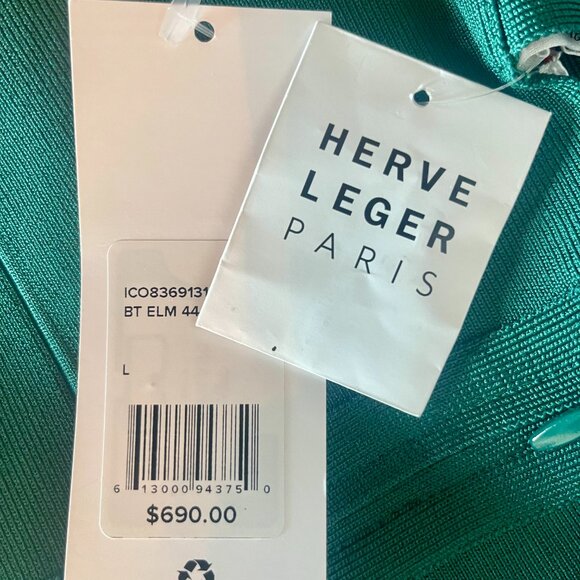 HERVE
LEGER
PARIS
ICO8369131
BT ELM 44
L
6 13000 94375 0
$690.00